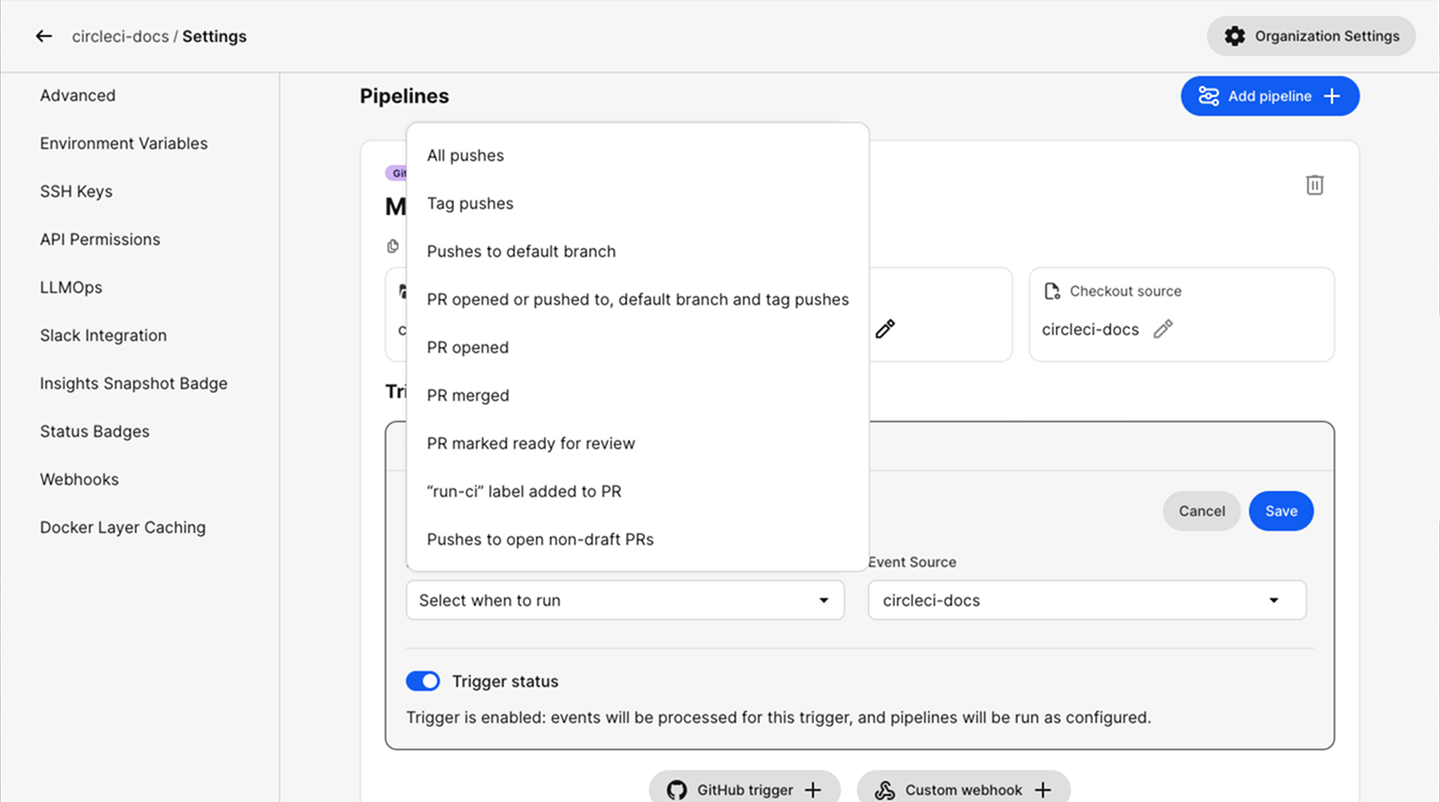 circleci-docs / Settings
Organization Settings
Advanced
Environment Variables
SSH Keys
API Permissions
LLMOps
Slack Integration
Insights Snapshot Badge
Status Badges
Webhooks
Docker Layer Caching
Pipelines
Add pipeline
All pushes
Tag pushes
Pushes to default branch
PR opened or pushed to, default branch and tag pushes
PR opened
PR merged
PR marked ready for review
“run-ci” label added to PR
Pushes to open non-draft PRs
Checkout source
circleci-docs
Cancel
Save
Event Source
Select when to run
circleci-docs
Trigger status
Trigger is enabled: events will be processed for this trigger, and pipelines will be run as configured.
GitHub trigger
Custom webhook